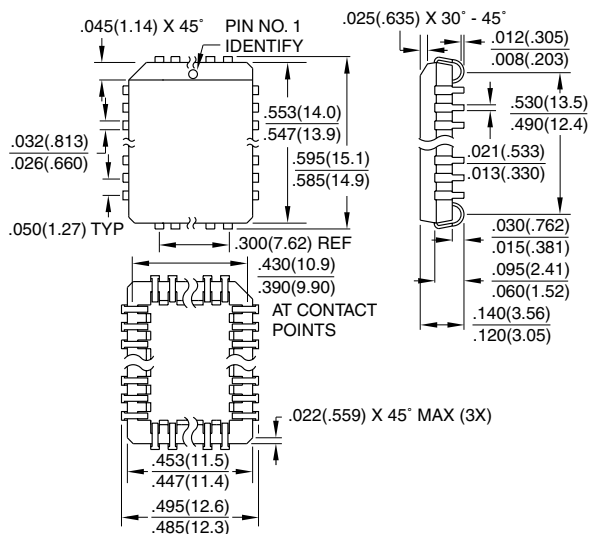 .045(1.14) X 45°
PIN NO. 1
IDENTIFY
.025(.635) X 30° - 45°
.012(.305)
.008(.203)
.553(14.0)
.547(13.9)
.530(13.5)
.490(12.4)
.032(.813)
.026(.660)
.595(15.1)
.585(14.9)
.021(.533)
.013(.330)
.050(1.27) TYP
.300(7.62) REF
.430(10.9)
.390(9.90)
AT CONTACT
POINTS
.030(.762)
.015(.381)
.095(2.41)
.060(1.52)
.140(3.56)
.120(3.05)
.022(.559) X 45° MAX (3X)
.453(11.5)
.447(11.4)
.495(12.6)
.485(12.3)